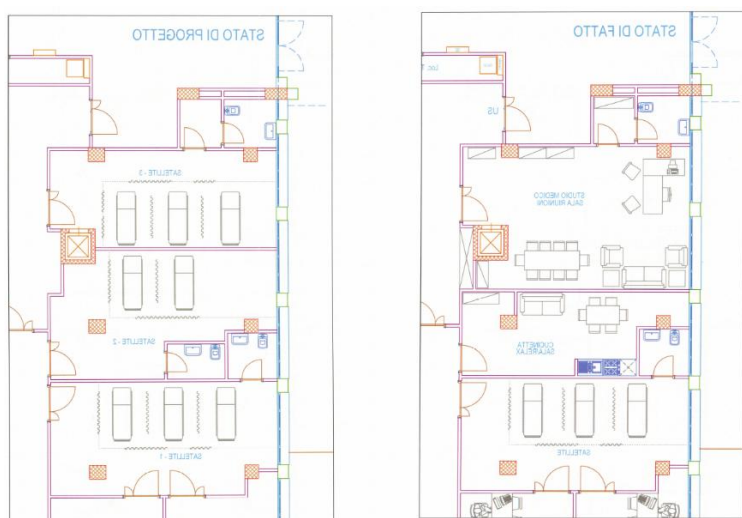 STATO DI PROGETTO
SATELLITE - 3
SATELLITE - 2
SATELLITE - 1
STATO DI FATTO
US
STUDIO MEDICO
SALA RIUNIONI
CUCINETTA
SALA RELAX
SATELLITE